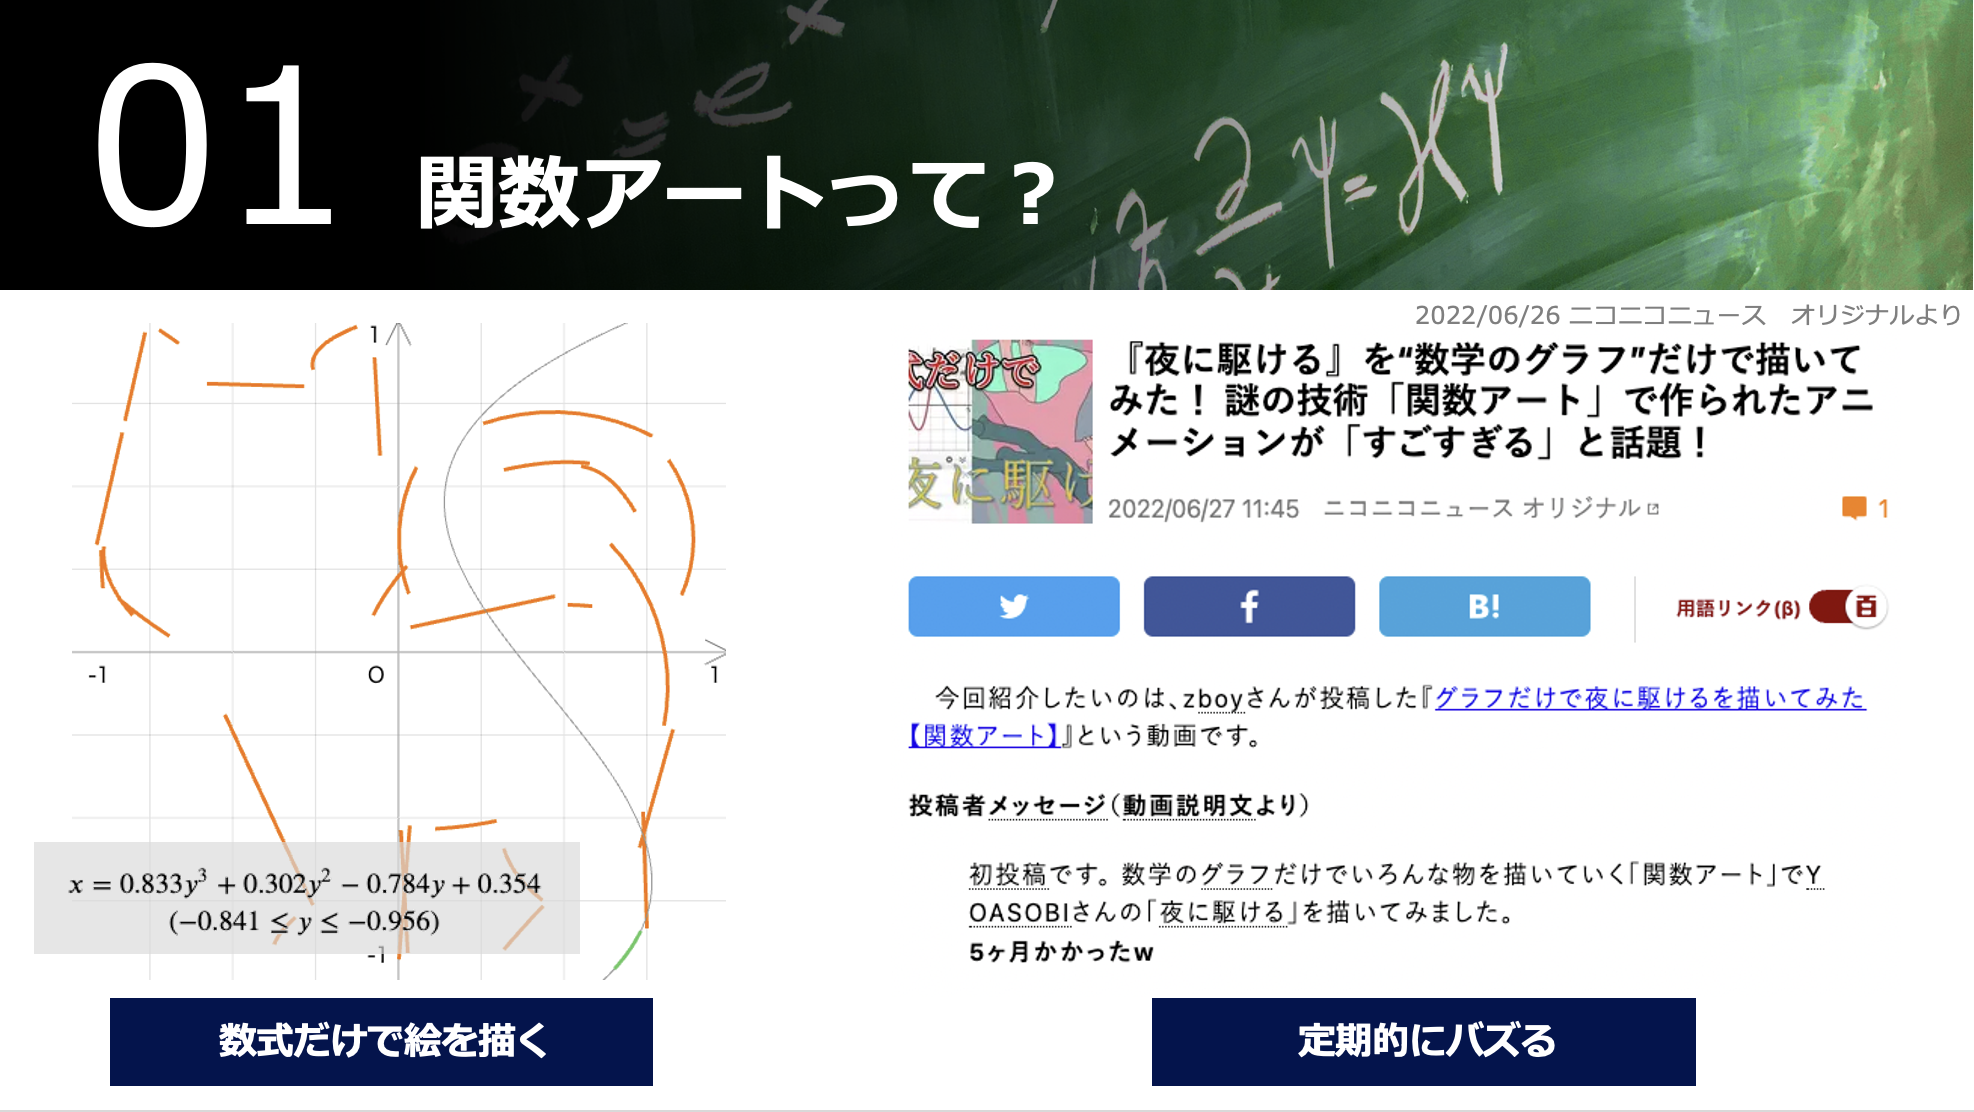 01 関数アートって？
x = e^x
∂ψ = Hψ
2022/06/26 ニコニコニュース　オリジナルより
1
-1
O
1
-1
x = 0.833y³ + 0.302y² − 0.784y + 0.354
(−0.841 ≤ y ≤ −0.956)
数式だけで絵を描く
式だけで
夜に駆け
『夜に駆ける』を“数学のグラフ”だけで描いて
みた！ 謎の技術「関数アート」で作られたアニ
メーションが「すごすぎる」と話題！
2022/06/27 11:45　ニコニコニュース オリジナル
1
f
B!
用語リンク(β) 百
今回紹介したいのは、zboyさんが投稿した『グラフだけで夜に駆けるを描いてみた
【関数アート】』という動画です。
投稿者メッセージ（動画説明文より）
初投稿です。数学のグラフだけでいろんな物を描いていく「関数アート」でY
OASOBIさんの「夜に駆ける」を描いてみました。
5ヶ月かかったw
定期的にバズる